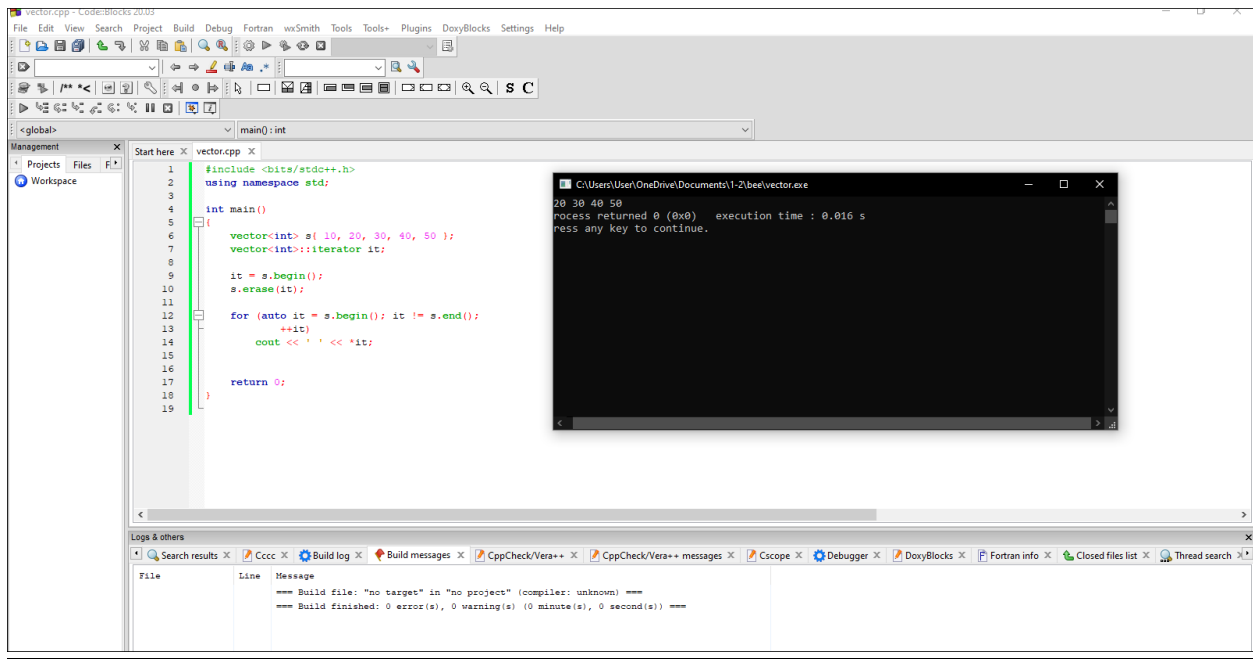 vector.cpp - Code::Blocks 20.03
File Edit View Search Project Build Debug Fortran wxSmith Tools Tools+ Plugins DoxyBlocks Settings Help
/** *<
S C
<global>
main() : int
Management
Start here vector.cpp
Projects Files F
Workspace
1 #include <bits/stdc++.h>
2 using namespace std;
3
4 int main()
5 {
6 vector<int> s{ 10, 20, 30, 40, 50 };
7 vector<int>::iterator it;
8
9 it = s.begin();
10 s.erase(it);
11
12 for (auto it = s.begin(); it != s.end();
13 ++it)
14 cout << ' ' << *it;
15
16
17 return 0;
18 }
19
C:\Users\User\OneDrive\Documents\1-2\bee\vector.exe
20 30 40 50
rocess returned 0 (0x0) execution time : 0.016 s
ress any key to continue.
Logs & others
Search results Cccc Build log Build messages CppCheck/Vera++ CppCheck/Vera++ messages Cscope Debugger DoxyBlocks Fortran info Closed files list Thread search
File Line Message
=== Build file: "no target" in "no project" (compiler: unknown) ===
=== Build finished: 0 error(s), 0 warning(s) (0 minute(s), 0 second(s)) ===